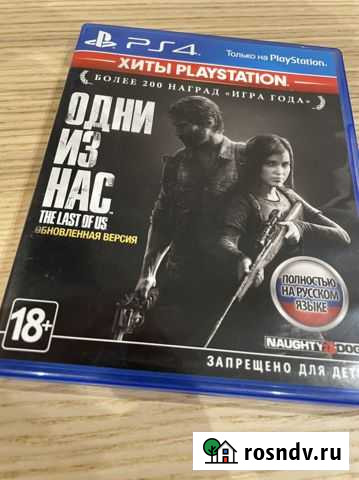 PS4
Только на PlayStation.
ХИТЫ PLAYSTATION.
БОЛЕЕ 200 НАГРАД «ИГРА ГОДА»
ОДНИ
ИЗ
НАС
THE LAST OF US
ОБНОВЛЕННАЯ ВЕРСИЯ
ПОЛНОСТЬЮ
НА РУССКОМ
ЯЗЫКЕ
18+
NAUGHTY DOG
ЗАПРЕЩЕНО ДЛЯ ДЕТ
rosndv.ru